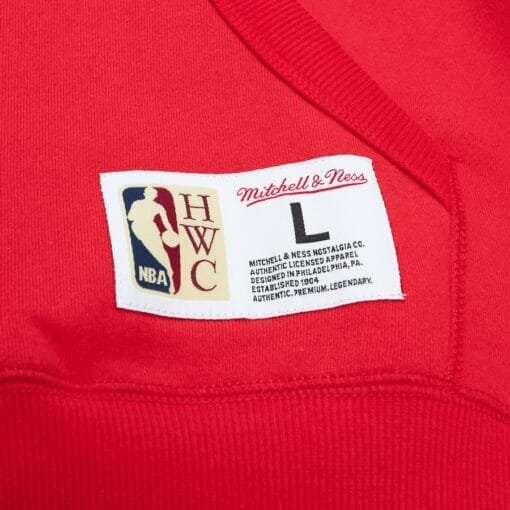 HWC
NBA
Mitchell & Ness
L
MITCHELL & NESS NOSTALGIA CO.
AUTHENTIC LICENSED APPAREL
DESIGNED IN PHILADELPHIA, PA.
ESTABLISHED 1904
AUTHENTIC. PREMIUM. LEGENDARY.